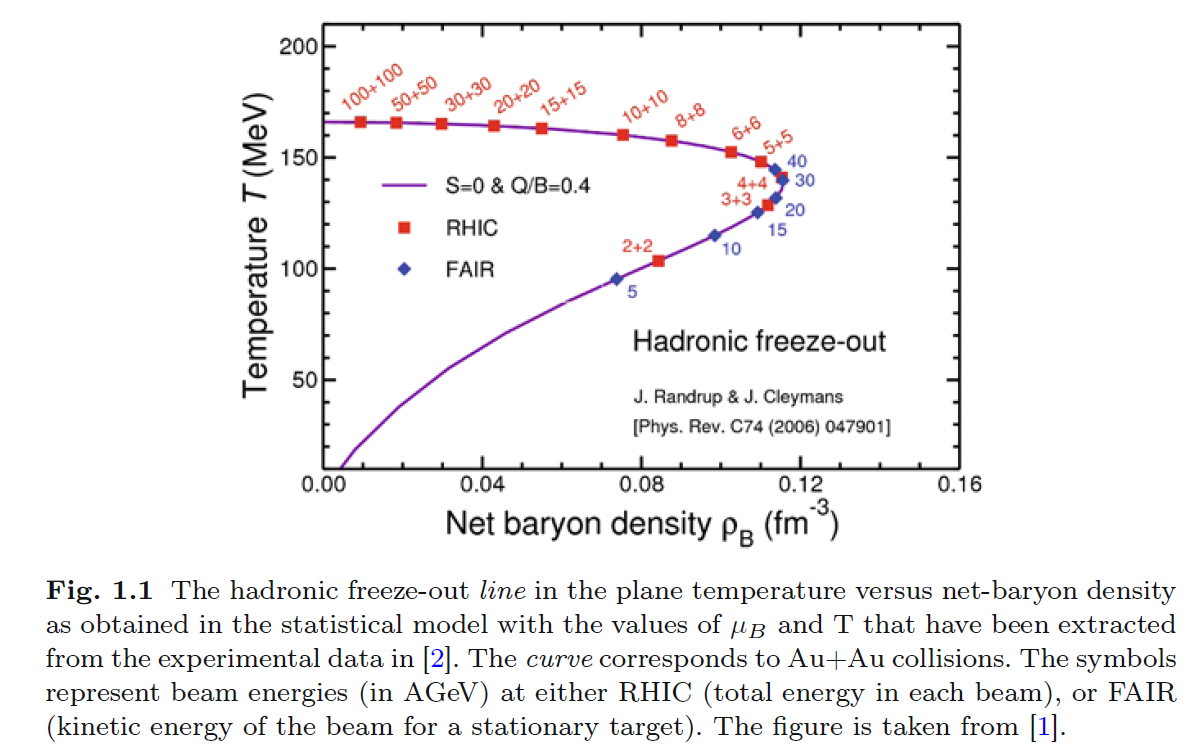 200
150
100
50
Temperature T (MeV)
100+100
50+50
30+30
20+20
15+15
10+10
8+8
6+6
5+5
40
4+4
30
3+3
20
15
2+2
10
5
S=0 & Q/B=0.4
RHIC
FAIR
Hadronic freeze-out
J. Randrup & J. Cleymans
[Phys. Rev. C74 (2006) 047901]
0.00 0.04 0.08 0.12 0.16
Net baryon density ρB (fm-3)
Fig. 1.1 The hadronic freeze-out line in the plane temperature versus net-baryon density
as obtained in the statistical model with the values of μB and T that have been extracted
from the experimental data in [2]. The curve corresponds to Au+Au collisions. The symbols
represent beam energies (in AGeV) at either RHIC (total energy in each beam), or FAIR
(kinetic energy of the beam for a stationary target). The figure is taken from [1].